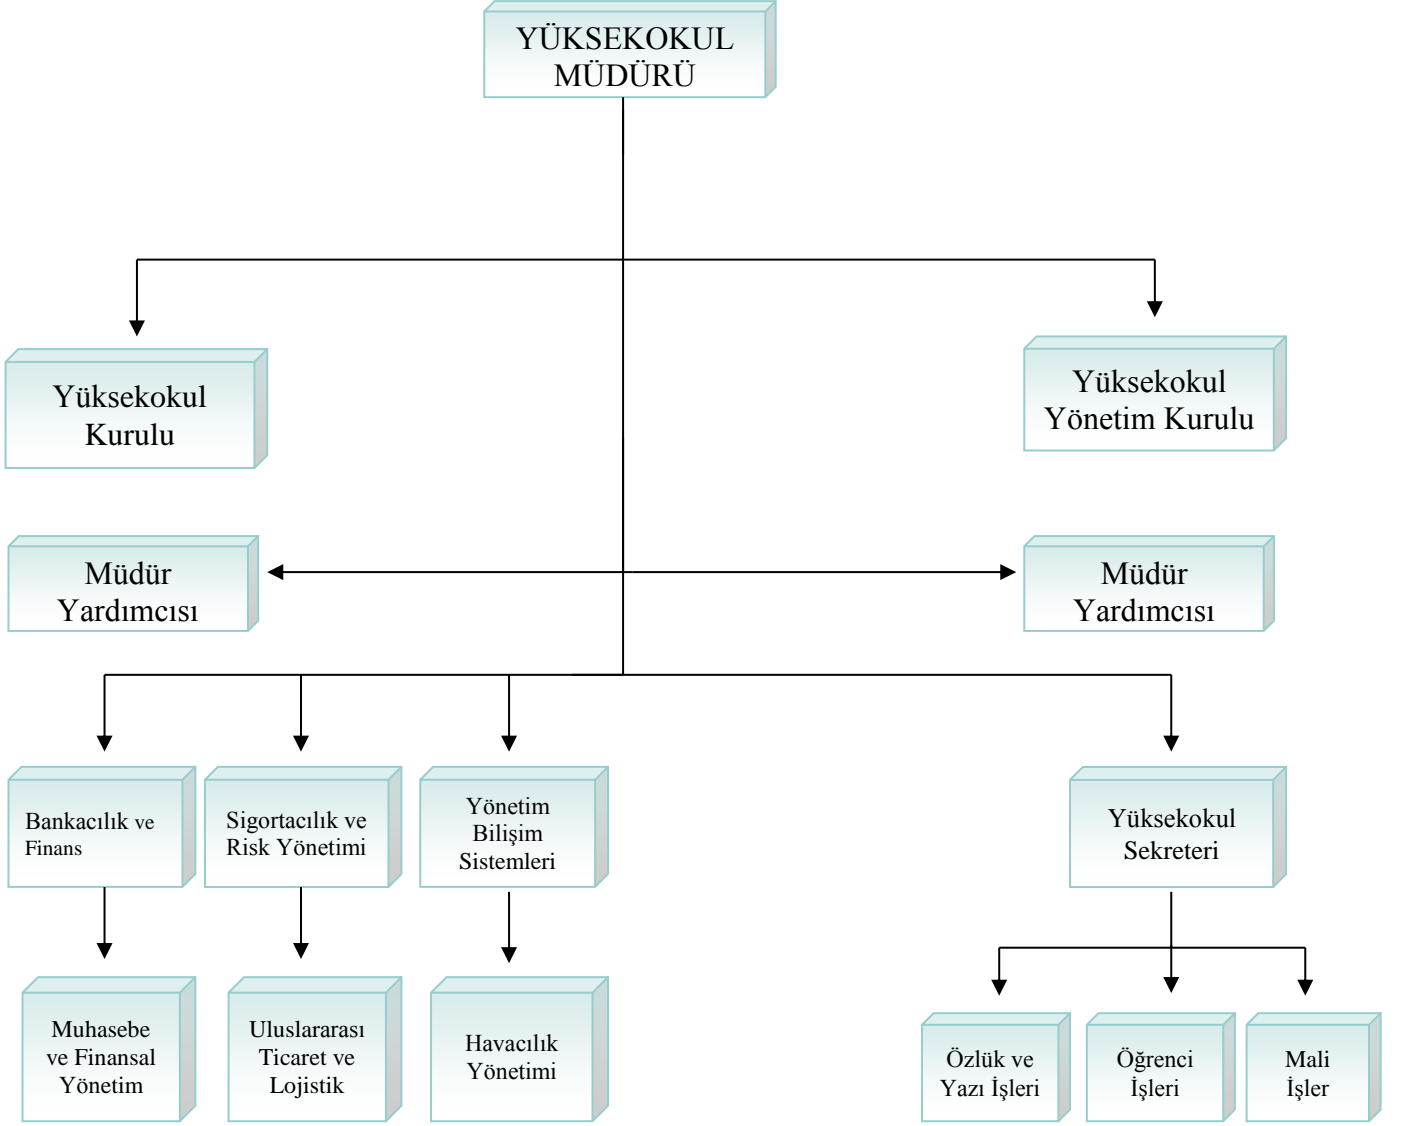 YÜKSEKOKUL
MÜDÜRÜ
Yüksekokul
Kurulu
Yüksekokul
Yönetim Kurulu
Müdür
Yardımcısı
Müdür
Yardımcısı
Bankacılık ve
Finans
Sigortacılık ve
Risk Yönetimi
Yönetim
Bilişim
Sistemleri
Yüksekokul
Sekreteri
Muhasebe
ve Finansal
Yönetim
Uluslararası
Ticaret ve
Lojistik
Havacılık
Yönetimi
Özlük ve
Yazı İşleri
Öğrenci
İşleri
Mali
İşler